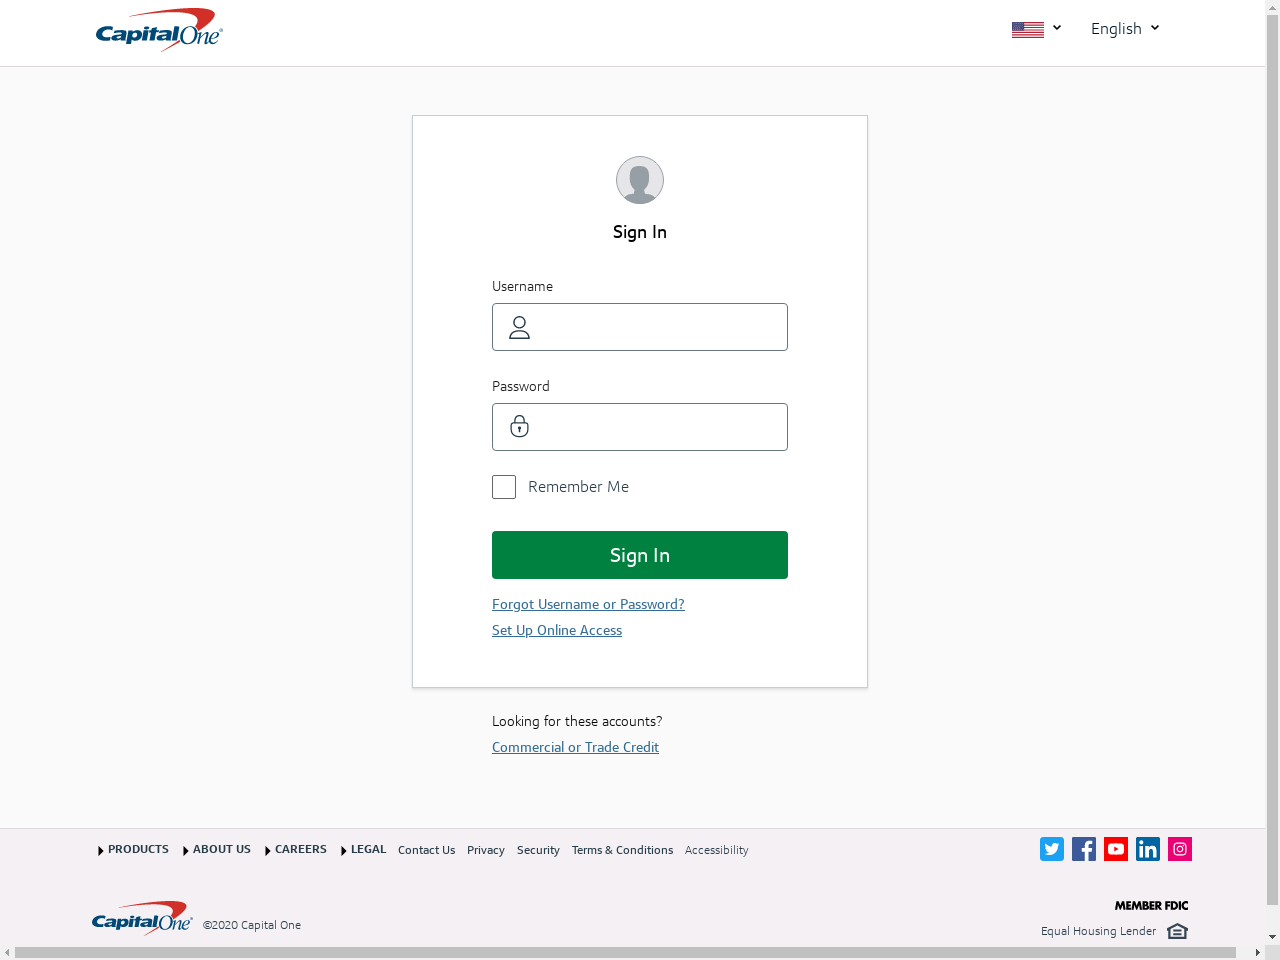 Capital One
English
Sign In
Username
Password
Remember Me
Sign In
Forgot Username or Password?
Set Up Online Access
Looking for these accounts?
Commercial or Trade Credit
PRODUCTS ABOUT US CAREERS LEGAL Contact Us Privacy Security Terms & Conditions Accessibility
MEMBER FDIC
Capital One ©2020 Capital One
Equal Housing Lender